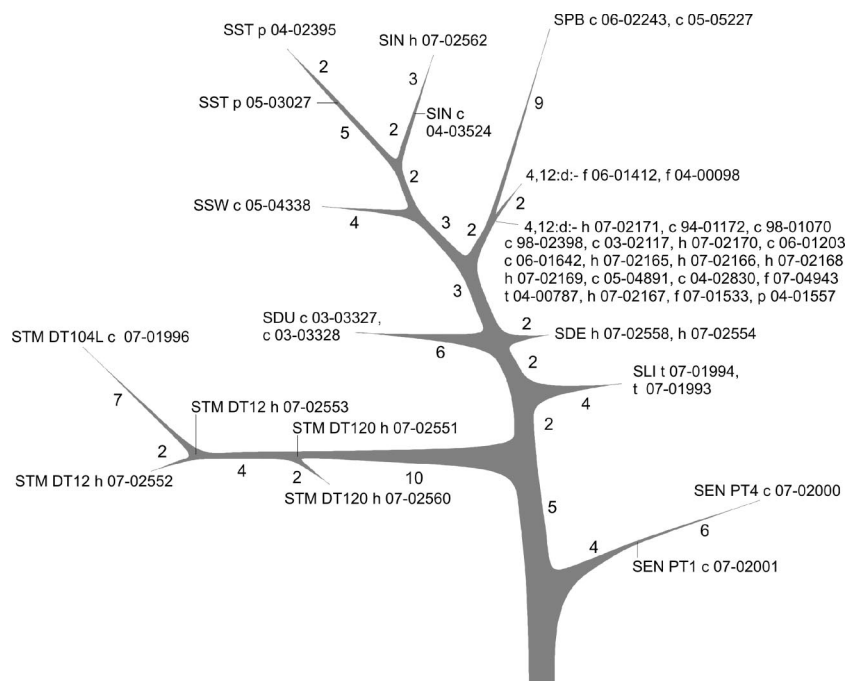 SPB c 06-02243, c 05-05227
SST p 04-02395
SIN h 07-02562
2
3
SST p 05-03027
9
SIN c
04-03524
5
2
2
4,12:d:- f 06-01412, f 04-00098
2
SSW c 05-04338
4
3
2
4,12:d:- h 07-02171, c 94-01172, c 98-01070
c 98-02398, c 03-02117, h 07-02170, c 06-01203
c 06-01642, h 07-02165, h 07-02166, h 07-02168
h 07-02169, c 05-04891, c 04-02830, f 07-04943
t 04-00787, h 07-02167, f 07-01533, p 04-01557
3
SDU c 03-03327,
c 03-03328
6
2
SDE h 07-02558, h 07-02554
2
STM DT104L c 07-01996
SLI t 07-01994,
t 07-01993
4
7
STM DT12 h 07-02553
STM DT120 h 07-02551
2
2
STM DT12 h 07-02552
4
2
10
STM DT120 h 07-02560
SEN PT4 c 07-02000
5
6
4
SEN PT1 c 07-02001